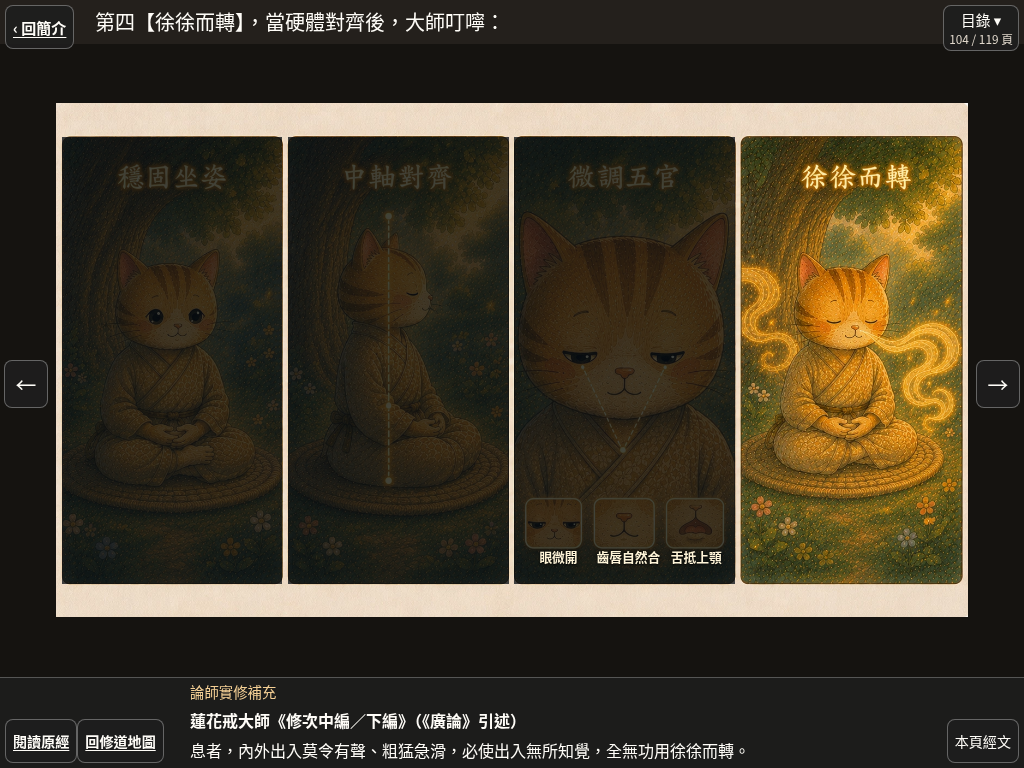 ‹ 回簡介
第四【徐徐而轉】，當硬體對齊後，大師叮嚀：
目錄 ▾
104 / 119 頁
穩固坐姿
中軸對齊
微調五官
徐徐而轉
眼微開
齒唇自然合
舌抵上顎
←
→
論師實修補充
蓮花戒大師《修次中編／下編》（《廣論》引述）
息者，內外出入莫令有聲、粗猛急滑，必使出入無所知覺，全無功用徐徐而轉。
閱讀原經
回修道地圖
本頁經文